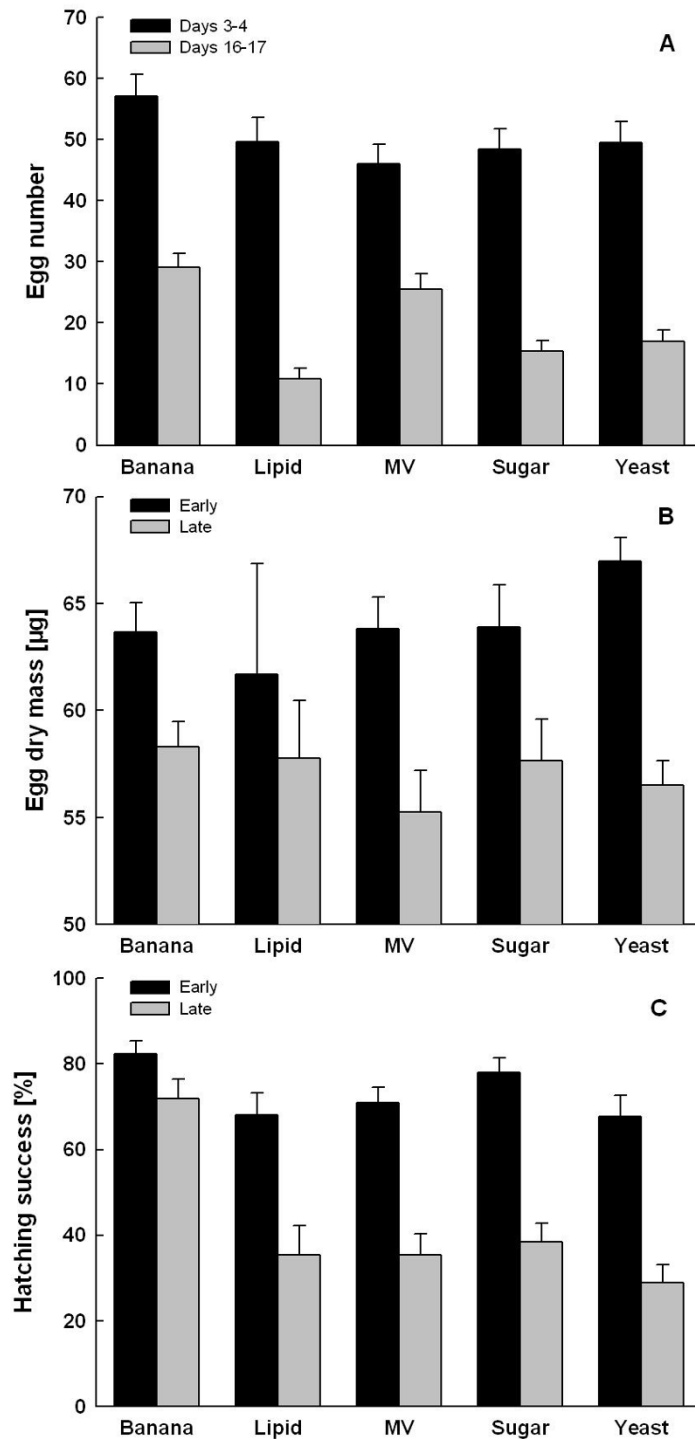 70
60
50
40
30
20
10
0
Egg number
Days 3-4
Days 16-17
A
Banana Lipid MV Sugar Yeast
70
65
60
55
50
Egg dry mass [µg]
Early
Late
B
Banana Lipid MV Sugar Yeast
100
80
60
40
20
0
Hatching success [%]
Early
Late
C
Banana Lipid MV Sugar Yeast